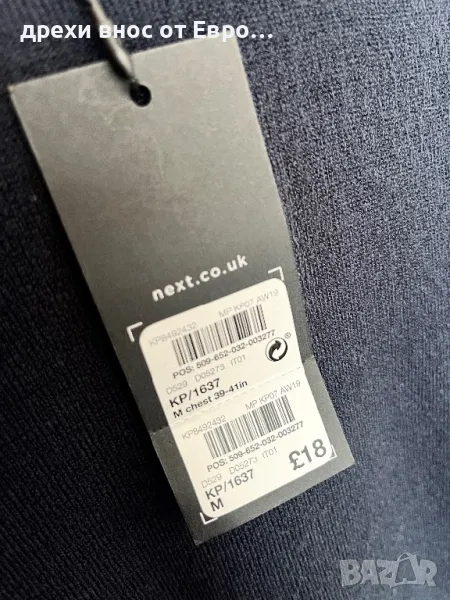 дрехи внос от Евро...
next.co.uk
KP8492432 MP KP07 AW19
POS: 509-652-032-003277
D529 D05273 IT01
KP/1637
M chest 39-41in
KP8492432 MP KP07 AW19
POS: 509-652-032-003277
D529 D05273 IT01
KP/1637
M
£18
BAZAR